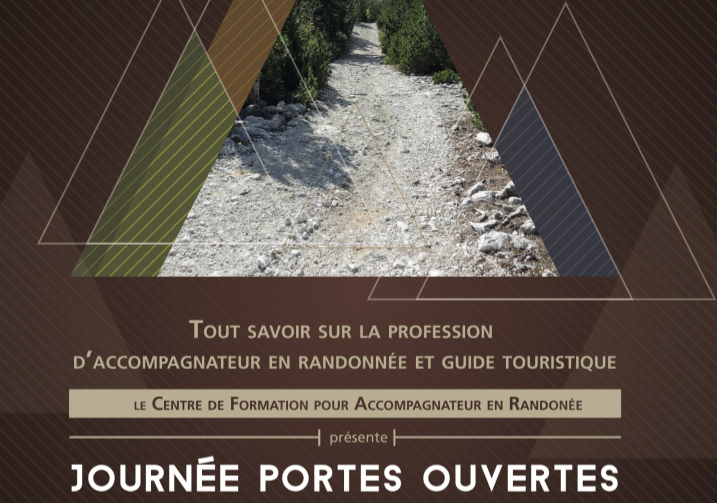 Tout savoir sur la profession
d'accompagnateur en randonnée et guide touristique
le Centre de Formation pour Accompagnateur en Randonée
présente
JOURNÉE PORTES OUVERTES